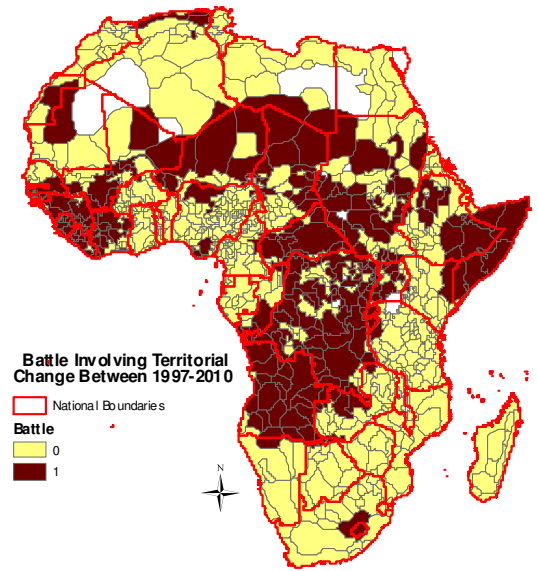 Battle Involving Territorial
Change Between 1997-2010
National Boundaries
Battle
0
1
N